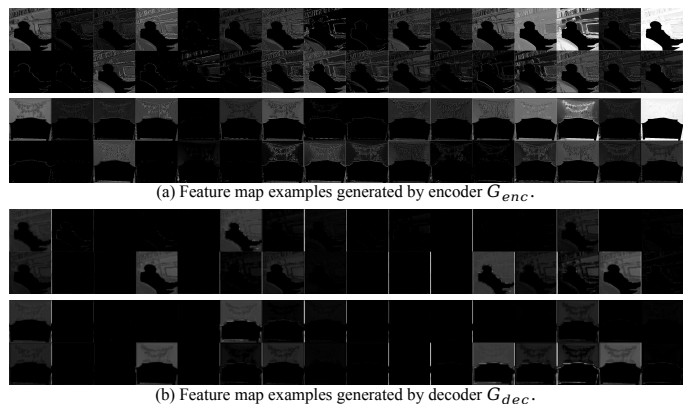 (a) Feature map examples generated by encoder G_enc.
(b) Feature map examples generated by decoder G_dec.